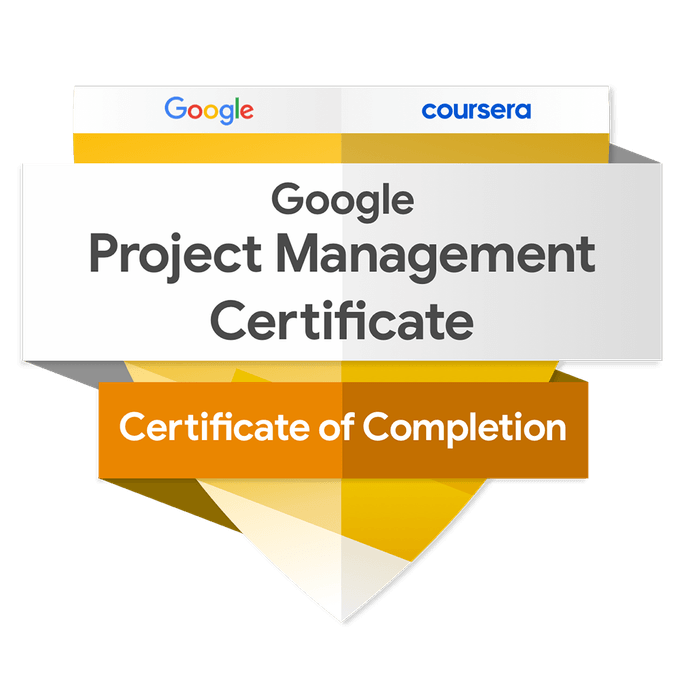 Google coursera
Google
Project Management
Certificate
Certificate of Completion